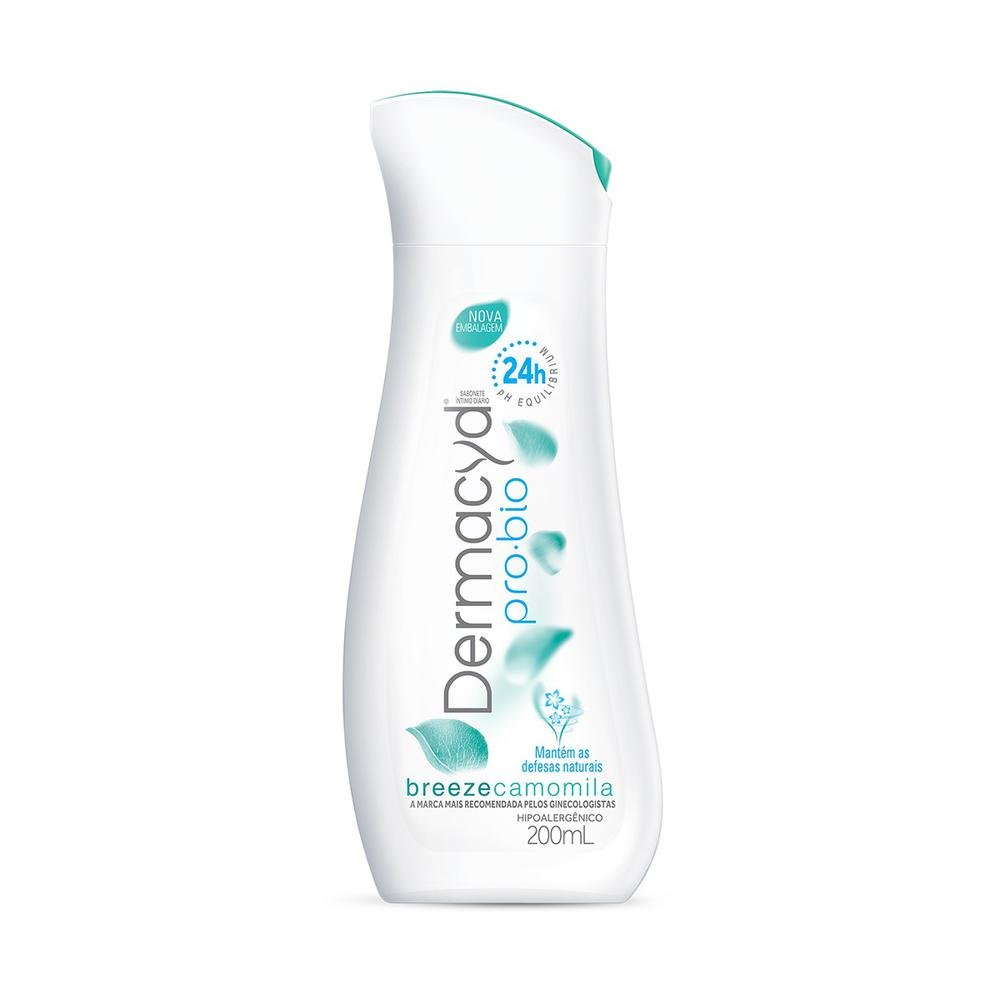 NOVA
EMBALAGEM
24h
pH EQUILIBRIUM
SABONETE
ÍNTIMO DIÁRIO
Dermacyd®
pro·bio
Mantém as
defesas naturais
breezecamomila
A MARCA MAIS RECOMENDADA PELOS GINECOLOGISTAS
HIPOALERGÊNICO
200mL